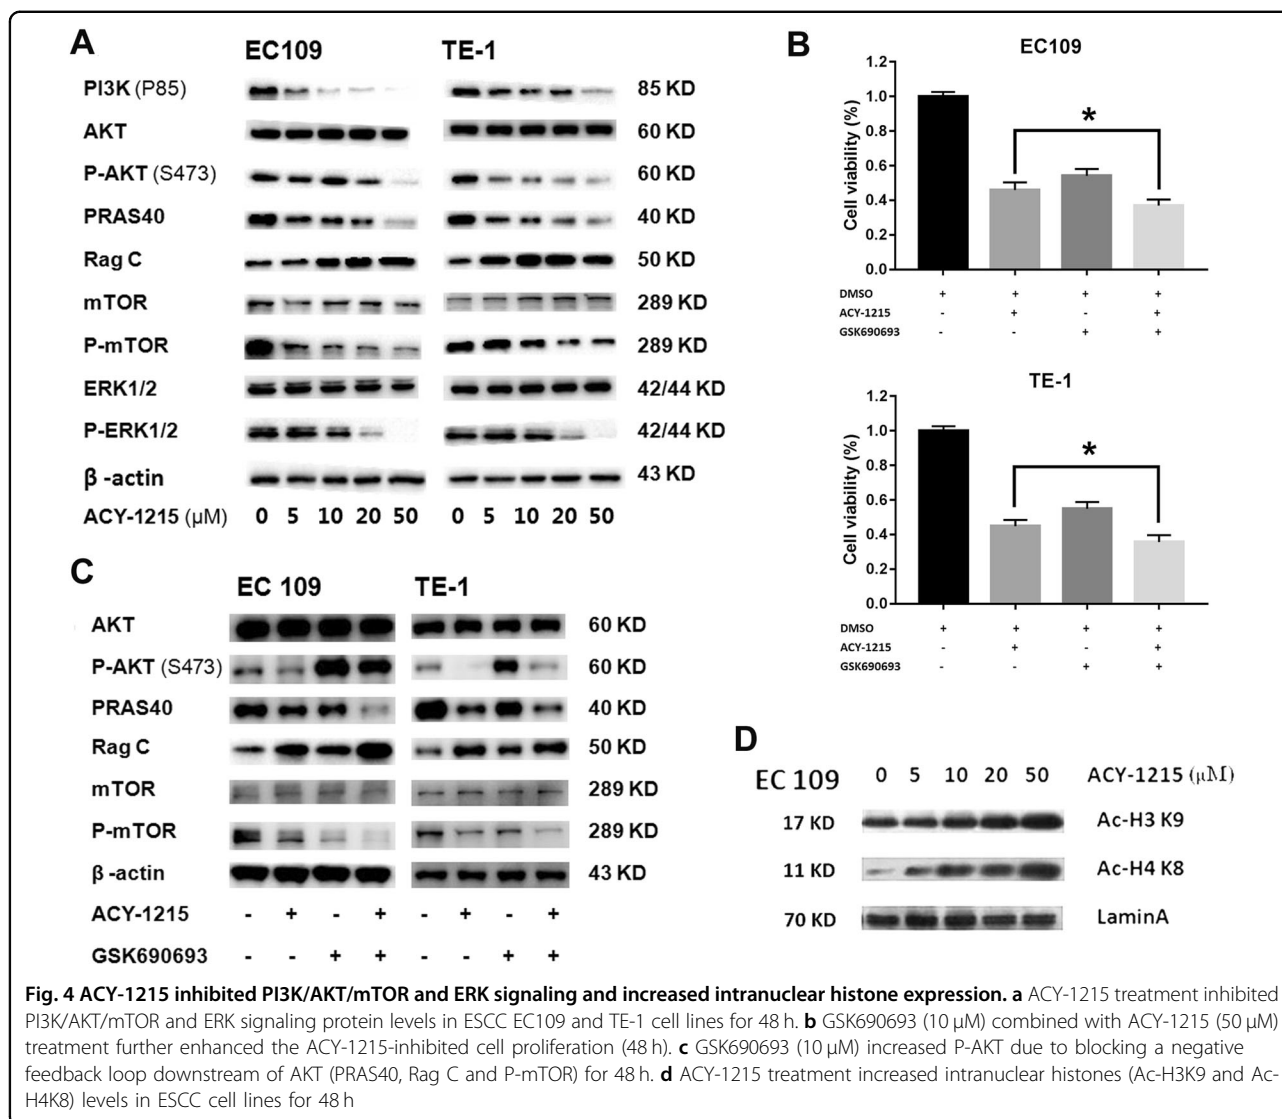 A
EC109 TE-1
PI3K (P85) 85 KD
AKT 60 KD
P-AKT (S473) 60 KD
PRAS40 40 KD
Rag C 50 KD
mTOR 289 KD
P-mTOR 289 KD
ERK1/2 42/44 KD
P-ERK1/2 42/44 KD
β -actin 43 KD
ACY-1215 (μM) 0 5 10 20 50 0 5 10 20 50
B
EC109
Cell viability (%)
1.0
0.8
0.6
0.4
0.2
0.0
*
DMSO + + + +
ACY-1215 - + - +
GSK690693 - - + +
TE-1
Cell viability (%)
1.0
0.8
0.6
0.4
0.2
0.0
*
DMSO + + + +
ACY-1215 - + - +
GSK690693 - - + +
C
EC 109 TE-1
AKT 60 KD
P-AKT (S473) 60 KD
PRAS40 40 KD
Rag C 50 KD
mTOR 289 KD
P-mTOR 289 KD
β -actin 43 KD
ACY-1215 - + - + - + - +
GSK690693 - - + + - - + +
D
EC 109 0 5 10 20 50 ACY-1215 (μM)
17 KD Ac-H3 K9
11 KD Ac-H4 K8
70 KD LaminA
Fig. 4 ACY-1215 inhibited PI3K/AKT/mTOR and ERK signaling and increased intranuclear histone expression. a ACY-1215 treatment inhibited
PI3K/AKT/mTOR and ERK signaling protein levels in ESCC EC109 and TE-1 cell lines for 48 h. b GSK690693 (10 μM) combined with ACY-1215 (50 μM)
treatment further enhanced the ACY-1215-inhibited cell proliferation (48 h). c GSK690693 (10 μM) increased P-AKT due to blocking a negative
feedback loop downstream of AKT (PRAS40, Rag C and P-mTOR) for 48 h. d ACY-1215 treatment increased intranuclear histones (Ac-H3K9 and Ac-
H4K8) levels in ESCC cell lines for 48 h